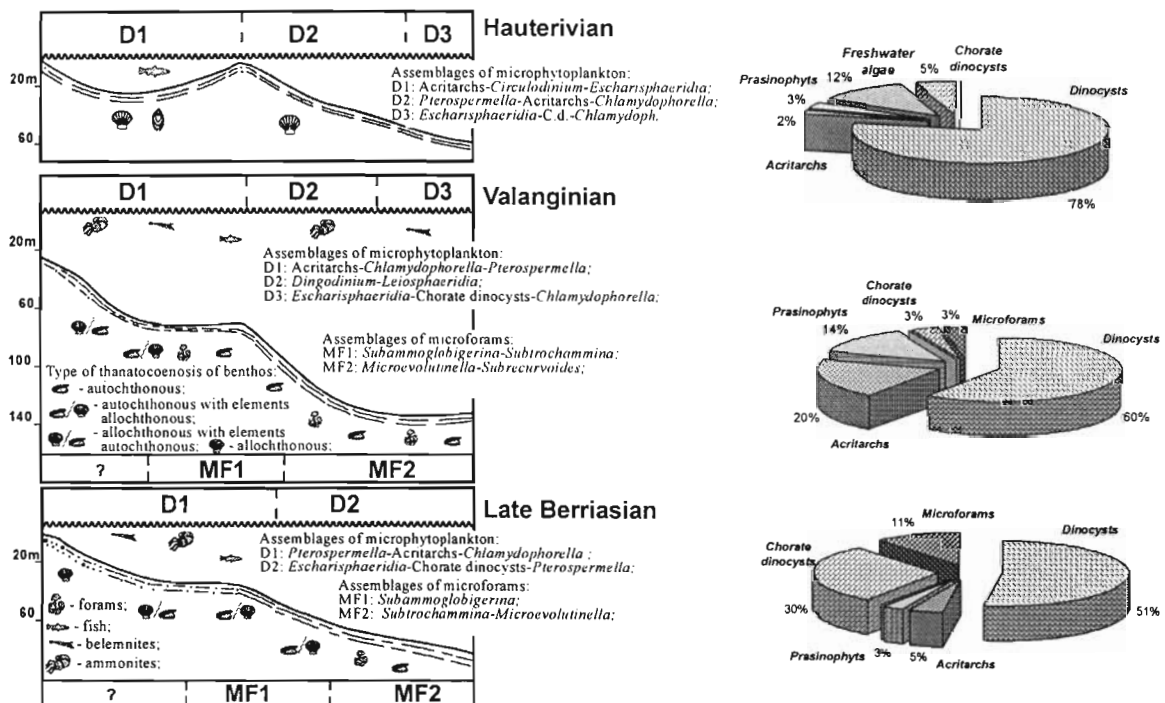 D1 D2 D3 Hauterivian
20m
60
Assemblages of microphytoplankton:
D1: Acritarchs-Circulodinium-Escharisphaeridia;
D2: Pterospermella-Acritarchs-Chlamydophorella;
D3: Escharisphaeridia-C.d.-Chlamydoph.
Freshwater algae
Chorate dinocysts
Prasinophyts
12%
5%
Dinocysts
3%
2%
Acritarchs
78%
D1 D2 D3 Valanginian
20m
60
100
140
Assemblages of microphytoplankton:
D1: Acritarchs-Chlamydophorella-Pterospermella;
D2: Dingodinium-Leiosphaeridia;
D3: Escharisphaeridia-Chorate dinocysts-Chlamydophorella;
Assemblages of microforams:
MF1: Subammoglobigerina-Subtrochammina;
MF2: Microevolutinella-Subrecurvoides;
Type of thanatocoenosis of benthos:
- autochthonous;
/ - autochthonous with elements
allochthonous;
/ - allochthonous with elements
autochthonous; - allochthonous;
? MF1 MF2
Chorate
dinocysts
Prasinophyts
14%
3%
3%
Microforams
Dinocysts
20%
Acritarchs
60%
D1 D2 Late Berriasian
20m
60
Assemblages of microphytoplankton:
D1: Pterospermella-Acritarchs-Chlamydophorella ;
D2: Escharisphaeridia-Chorate dinocysts-Pterospermella;
Assemblages of microforams:
MF1: Subammoglobigerina;
MF2: Subtrochammina-Microevolutinella;
- forams;
- fish;
- belemnites;
- ammonites;
? MF1 MF2
Microforams
11%
Dinocysts
Chorate
dinocysts
30%
51%
Prasinophyts
3%
5%
Acritarchs